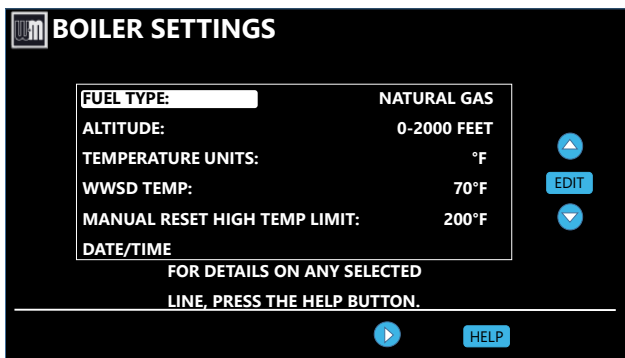 WM BOILER SETTINGS
FUEL TYPE: NATURAL GAS
ALTITUDE: 0-2000 FEET
TEMPERATURE UNITS: °F
WWSD TEMP: 70°F
EDIT
MANUAL RESET HIGH TEMP LIMIT: 200°F
DATE/TIME
FOR DETAILS ON ANY SELECTED
LINE, PRESS THE HELP BUTTON.
HELP